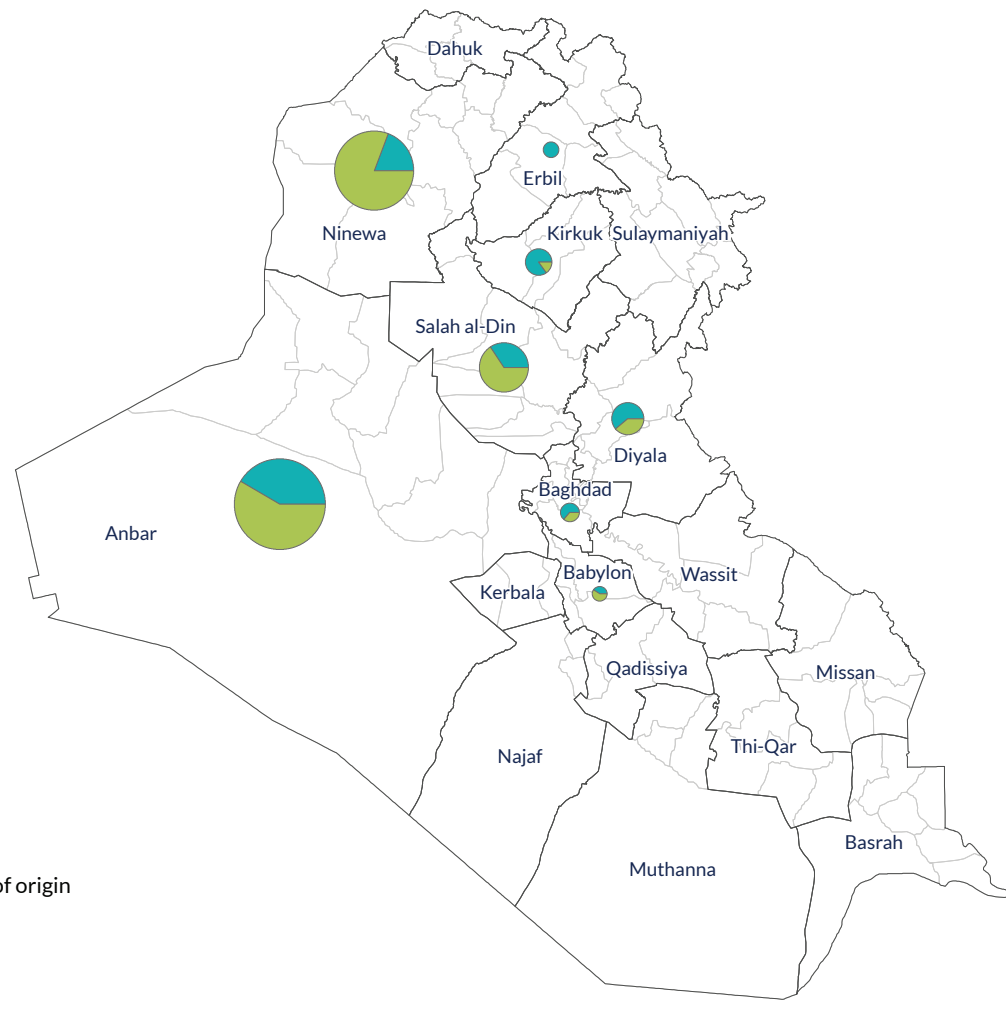 Dahuk
Erbil
Ninewa
Kirkuk
Sulaymaniyah
Salah al-Din
Diyala
Baghdad
Anbar
Babylon
Wassit
Kerbala
Qadissiya
Missan
Thi-Qar
Najaf
Basrah
Muthanna
of origin